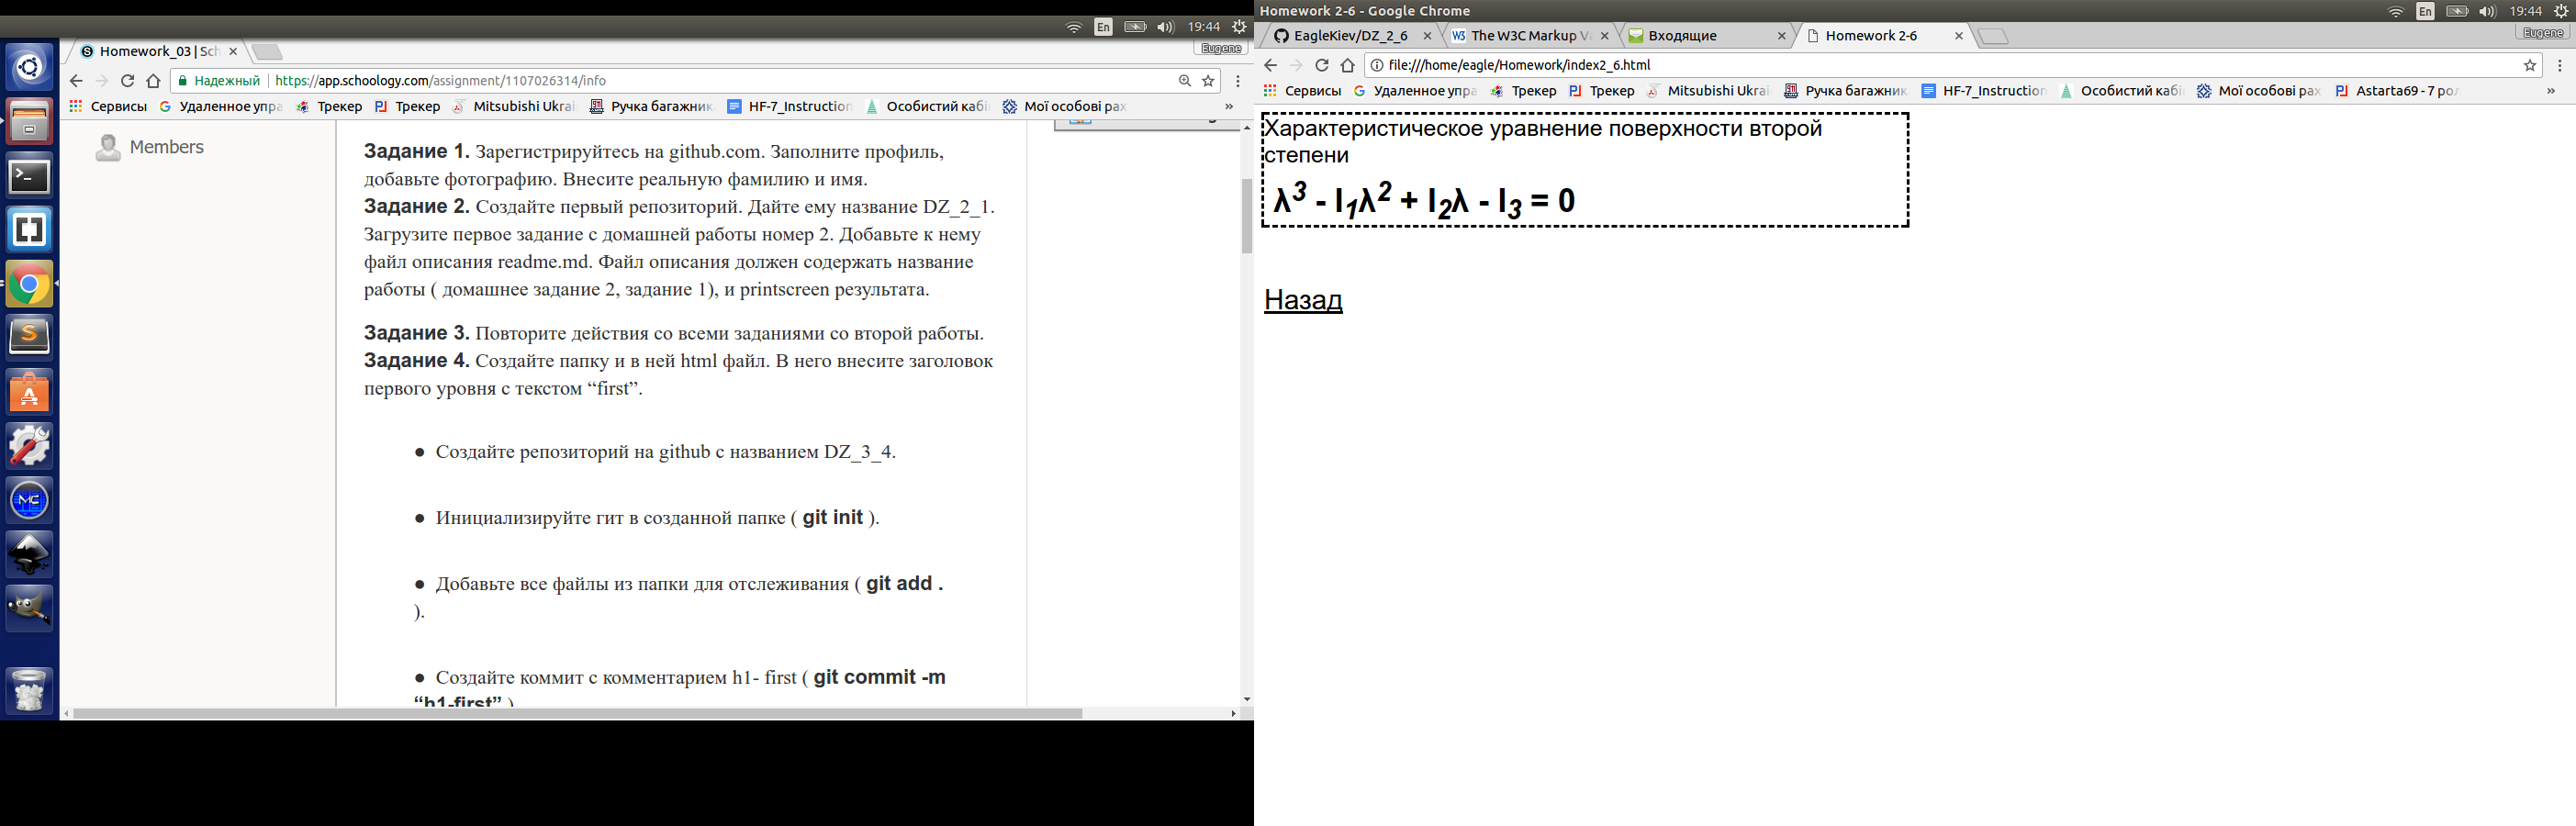 En 19:44
Homework_03 | Sch
Eugene
Надежный https://app.schoology.com/assignment/1107026314/info
Сервисы Удаленное упра Трекер Трекер Mitsubishi Ukrai Ручка багажник HF-7_Instruction Особистий кабі Мої особові рах »
Members
Задание 1. Зарегистрируйтесь на github.com. Заполните профиль,
добавьте фотографию. Внесите реальную фамилию и имя.
Задание 2. Создайте первый репозиторий. Дайте ему название DZ_2_1.
Загрузите первое задание с домашней работы номер 2. Добавьте к нему
файл описания readme.md. Файл описания должен содержать название
работы ( домашнее задание 2, задание 1), и printscreen результата.
Задание 3. Повторите действия со всеми заданиями со второй работы.
Задание 4. Создайте папку и в ней html файл. В него внесите заголовок
первого уровня с текстом “first”.
● Создайте репозиторий на github с названием DZ_3_4.
● Инициализируйте гит в созданной папке ( git init ).
● Добавьте все файлы из папки для отслеживания ( git add .
).
● Создайте коммит с комментарием h1- first ( git commit -m
“h1-first” )
Homework 2-6 - Google Chrome
En 19:44
EagleKiev/DZ_2_6 The W3C Markup Va Входящие Homework 2-6
Eugene
file:///home/eagle/Homework/index2_6.html
Сервисы Удаленное упра Трекер Трекер Mitsubishi Ukrai Ручка багажник HF-7_Instruction Особистий кабі Мої особові рах Astarta69 - 7 рол »
Характеристическое уравнение поверхности второй
степени
λ³ - I₁λ² + I₂λ - I₃ = 0
Назад